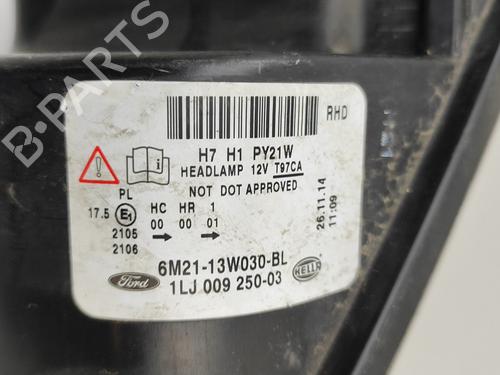 B-PARTS
RHD
H7 H1 PY21W
HEADLAMP 12V T97CA
NOT DOT APPROVED
PL
17.5 E1 HC HR 1
2105 00 00 01
2106
26.11.14
11:09
6M21-13W030-BL
Ford 1LJ 009 250-03 HELLA